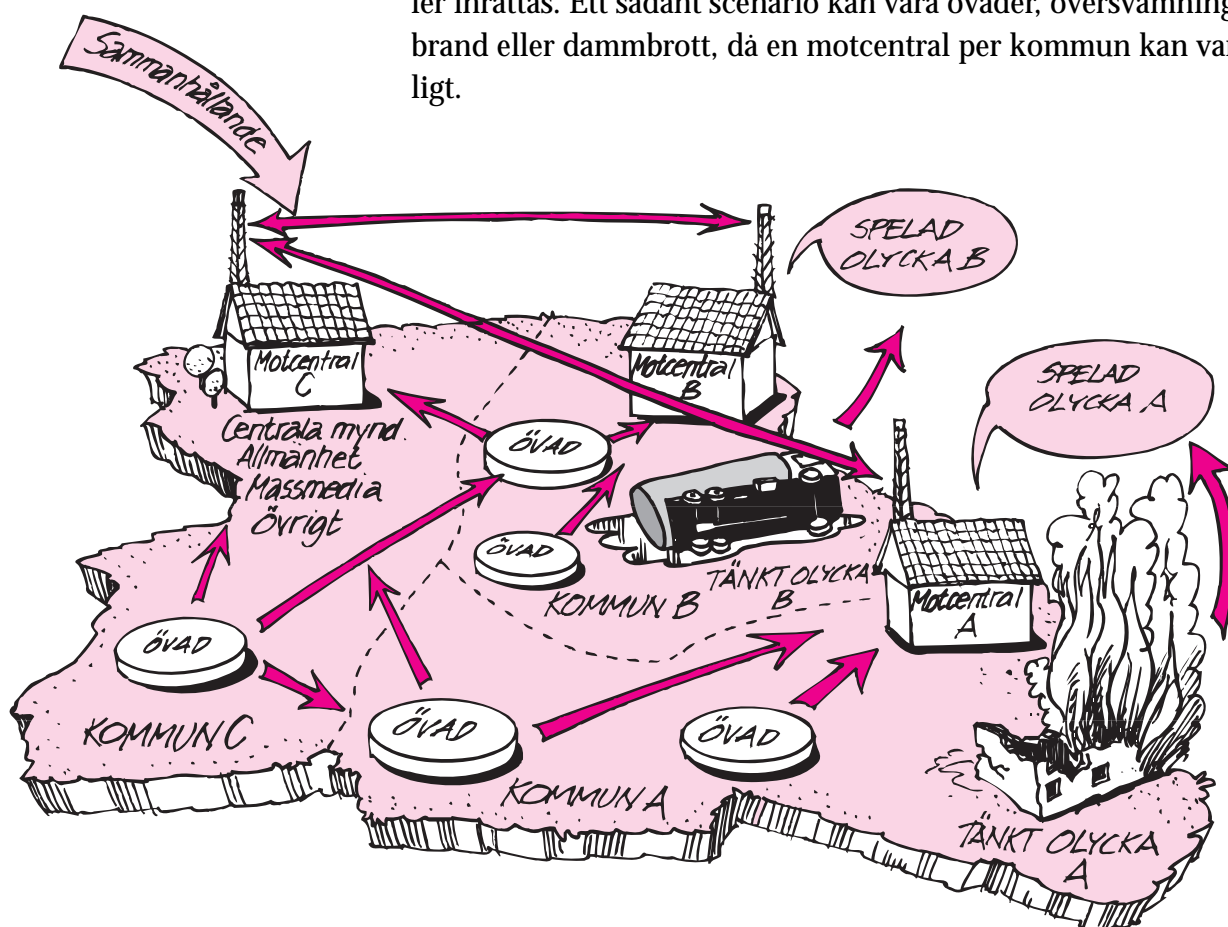 ler inrättas. Ett sådant scenario kan vara oväder, översvämning
brand eller dammbrott, då en motcentral per kommun kan var
ligt.
Sammanhållande
SPELAD
OLYCKA B
Motcentral
C
Motcentral
B
SPELAD
OLYCKA A
Centrala mynd.
Allmänhet
Massmedia
Övrigt
ÖVAD
ÖVAD
TÄNKT OLYCKA
B
KOMMUN B
Motcentral
A
ÖVAD
KOMMUN C
ÖVAD
ÖVAD
KOMMUN A
TÄNKT OLYCKA
A